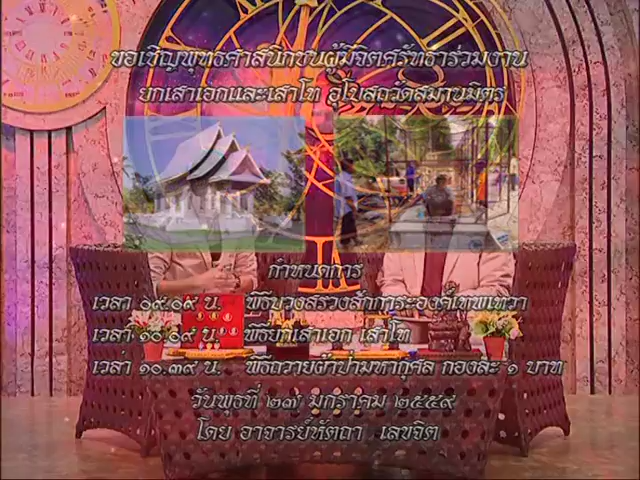 ขอเชิญพุทธศาสนิกชนผู้มีจิตศรัทธาร่วมงาน
ยกเสาเอกและเสาโท อุโบสถวัดสมานมิตร
กำหนดการ
เวลา ๐๙.๐๙ น. พิธีบวงสรวงสักการะองค์เทพเทวา
เวลา ๑๐.๐๙ น. พิธียกเสาเอก เสาโท
เวลา ๑๐.๓๙ น. พิธีถวายผ้าป่ามหากุศล กองละ ๑ บาท
วันพุธที่ ๒๗ มกราคม ๒๕๕๙
โดย อาจารย์หัตถา เลขจิต